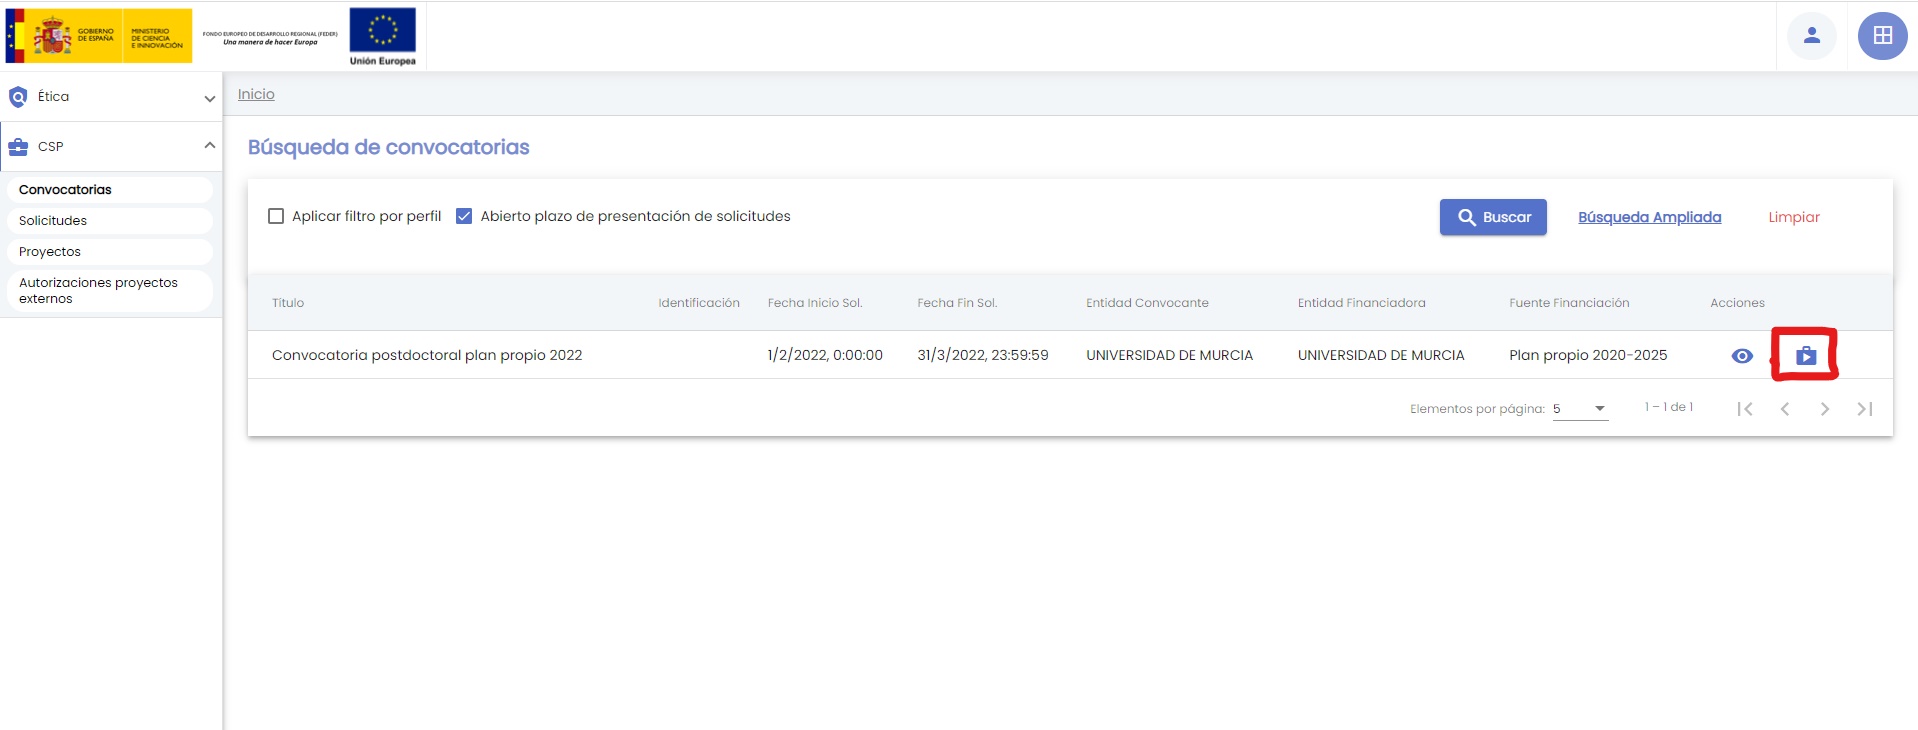 GOBIERNO
DE ESPAÑA
MINISTERIO
DE CIENCIA
E INNOVACIÓN
FONDO EUROPEO DE DESARROLLO REGIONAL (FEDER)
Una manera de hacer Europa
Unión Europea
Ética
CSP
Convocatorias
Solicitudes
Proyectos
Autorizaciones proyectos
externos
Inicio
Búsqueda de convocatorias
Aplicar filtro por perfil Abierto plazo de presentación de solicitudes Buscar Búsqueda Ampliada Limpiar
Título Identificación Fecha Inicio Sol. Fecha Fin Sol. Entidad Convocante Entidad Financiadora Fuente Financiación Acciones
Convocatoria postdoctoral plan propio 2022 1/2/2022, 0:00:00 31/3/2022, 23:59:59 UNIVERSIDAD DE MURCIA UNIVERSIDAD DE MURCIA Plan propio 2020-2025
Elementos por página: 5 1 – 1 de 1